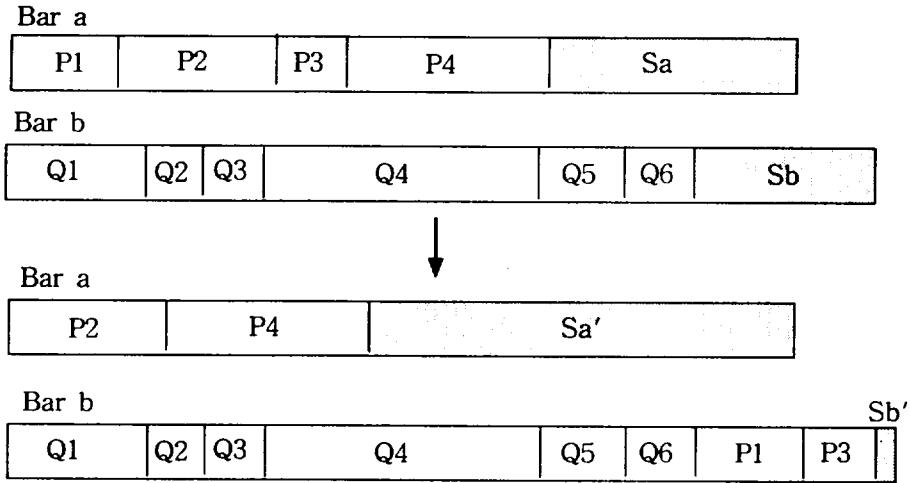 Bar a
P1 P2 P3 P4 Sa
Bar b
Q1 Q2 Q3 Q4 Q5 Q6 Sb
Bar a
P2 P4 Sa′
Bar b Sb′
Q1 Q2 Q3 Q4 Q5 Q6 P1 P3